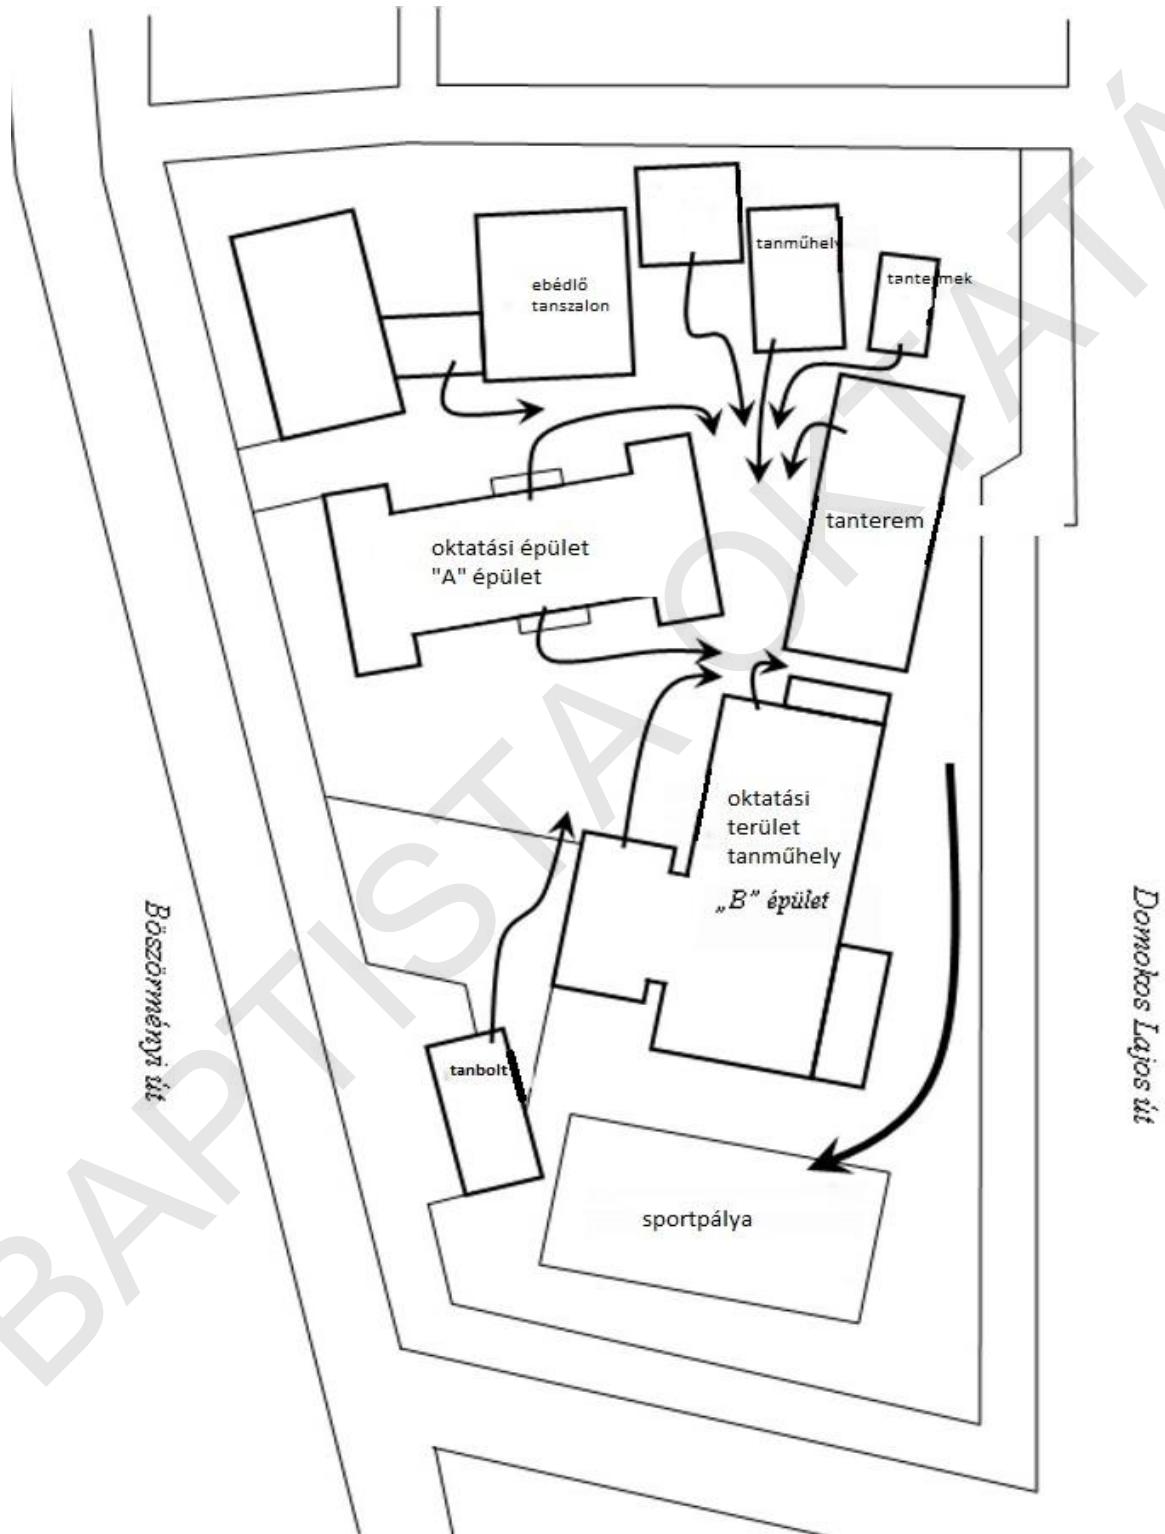 tanműhely
tantermek
ebédlő
tanszalon
tanterem
oktatási épület
"A" épület
oktatási
terület
tanműhely
„B” épület
Böszörményi út
Domokos Lajos út
tanbolt
sportpálya
BAPTISTA OKTATÁ